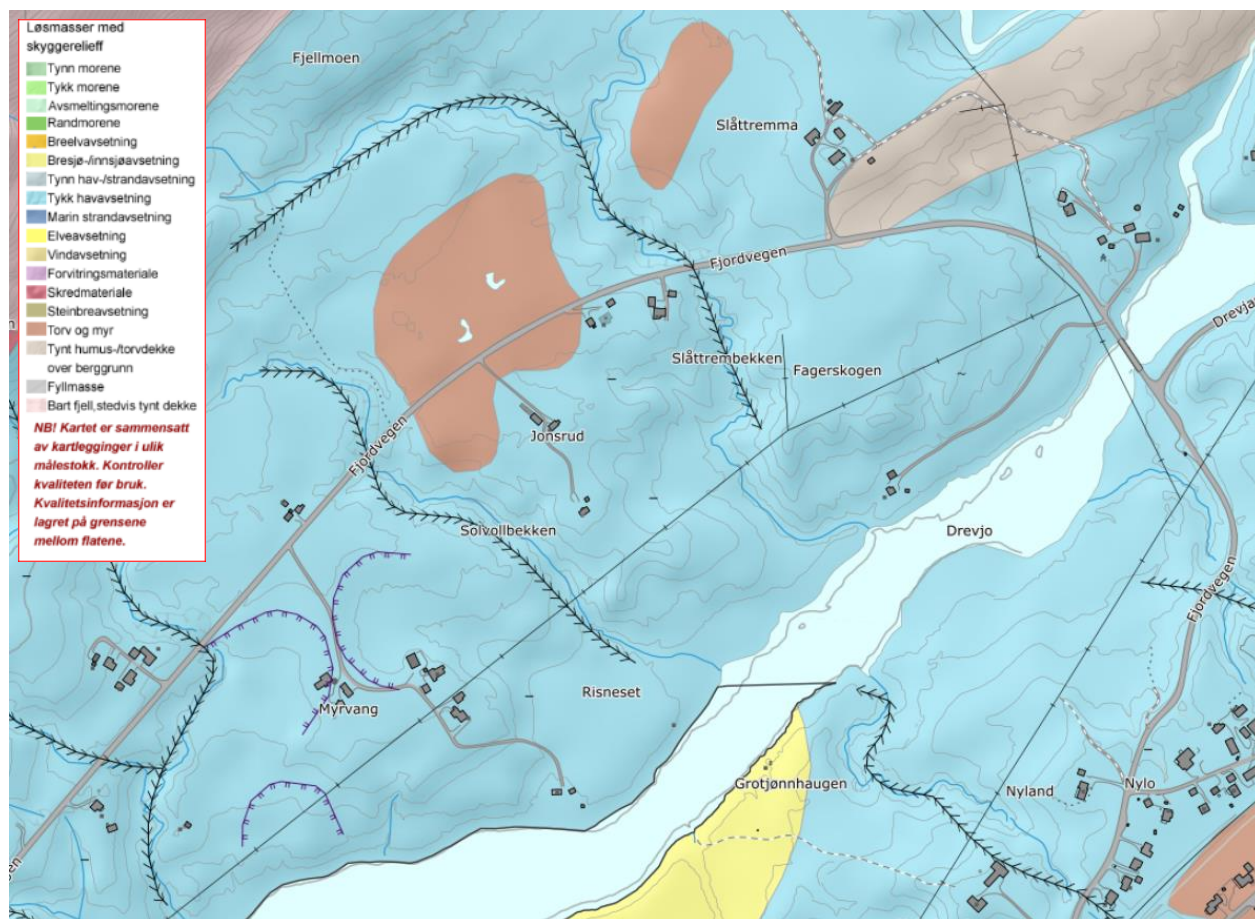 Løsmasser med
skyggerelieff
Tynn morene
Tykk morene
Avsmeltingsmorene
Randmorene
Breelvavsetning
Bresjø-/innsjøavsetning
Tynn hav-/strandavsetning
Tykk havavsetning
Marin strandavsetning
Elveavsetning
Vindavsetning
Forvitringsmateriale
Skredmateriale
Steinbreavsetning
Torv og myr
Tynt humus-/torvdekke
over berggrunn
Fyllmasse
Bart fjell,stedvis tynt dekke
NB! Kartet er sammensatt
av kartlegginger i ulik
målestokk. Kontroller
kvaliteten før bruk.
Kvalitetsinformasjon er
lagret på grensene
mellom flatene.
Fjellmoen
Slåttremma
Fjordvegen
Drevja
Slåttrembekken
Fagerskogen
Fjordvegen
Jonsrud
Solvollbekken
Drevjo
Fjordvegen
Risneset
Myrvang
Grotjønnhaugen
Nyland
Nylo